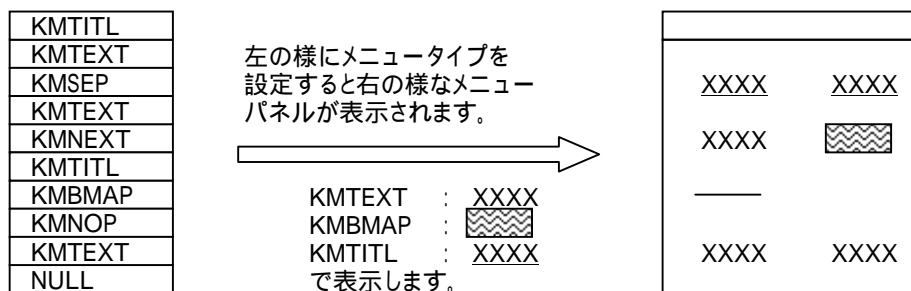 KMTITL
KMTEXT
KMSEP
KMTEXT
KMNEXT
KMTITL
KMBMAP
KMNOP
KMTEXT
NULL
左の様にメニュータイプを
設定すると右の様なメニュー
パネルが表示されます。
KMTEXT : XXXX
KMBMAP :
KMTITL : XXXX
で表示します。
XXXX XXXX
XXXX
XXXX XXXX